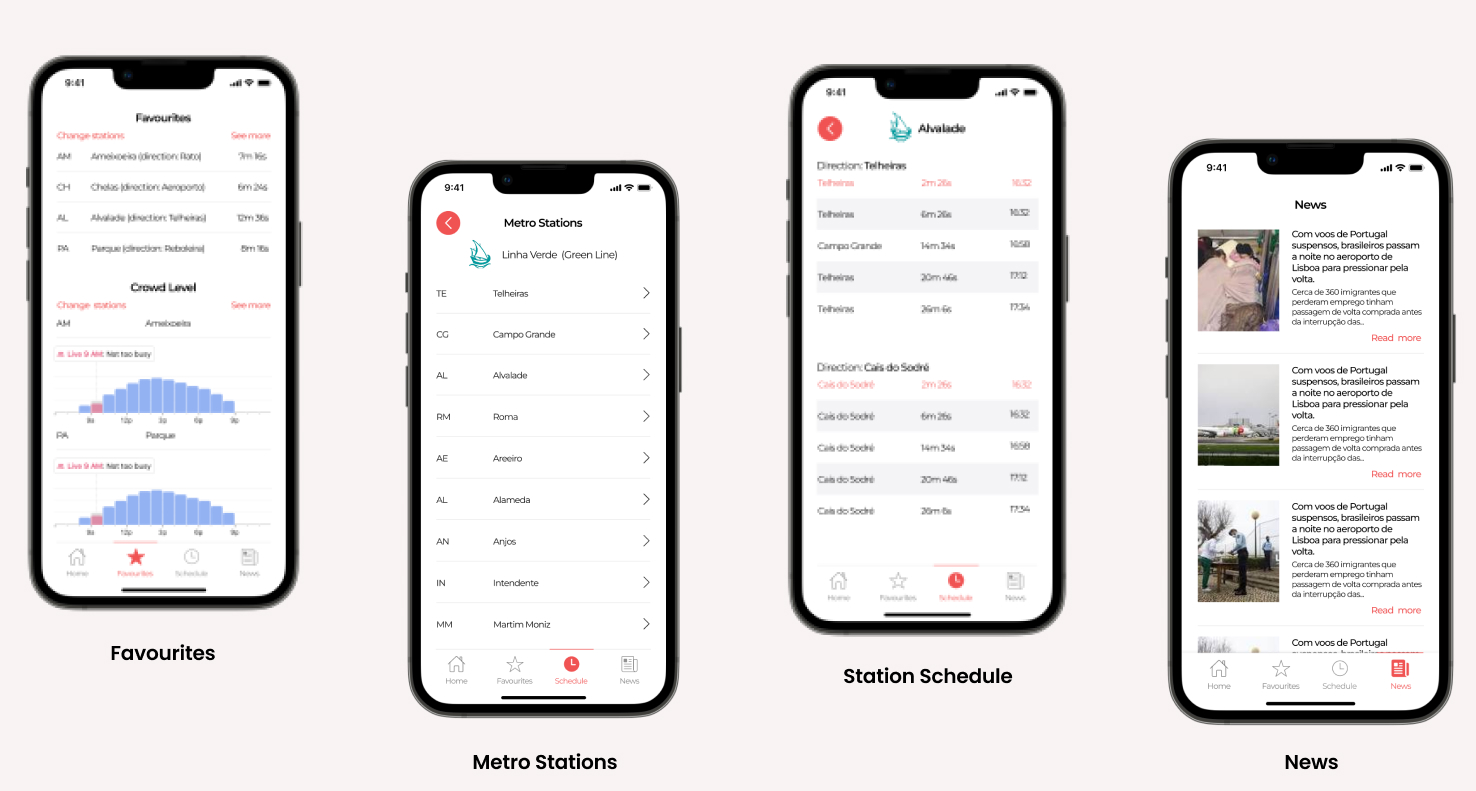 9:41
Favourites
Change stations See more
AM Ameixoeira (direction: Rato) 7m 16s
CH Chelas (direction: Aeroporto) 6m 24s
AL Alvalade (direction: Telheiras) 12m 36s
PA Parque (direction: Reboleira) 8m 16s
Crowd Level
Change stations See more
AM Ameixoeira
Live 9 AM: Not too busy
9a 12p 3p 6p 9p
PA Parque
Live 9 AM: Not too busy
9a 12p 3p 6p 9p
Home Favourites Schedule News
Favourites
9:41
Metro Stations
Linha Verde (Green Line)
TE Telheiras
CG Campo Grande
AL Alvalade
RM Roma
AE Areeiro
AL Alameda
AN Anjos
IN Intendente
MM Martim Moniz
Home Favourites Schedule News
Metro Stations
9:41
Alvalade
Direction: Telheiras
Telheiras 2m 26s 16:32
Telheiras 6m 26s 16:32
Campo Grande 14m 34s 16:58
Telheiras 20m 46s 17:12
Telheiras 26m 6s 17:34
Direction: Cais do Sodré
Cais do Sodré 2m 26s 16:32
Cais do Sodré 6m 26s 16:32
Cais do Sodré 14m 34s 16:58
Cais do Sodré 20m 46s 17:12
Cais do Sodré 26m 6s 17:34
Home Favourites Schedule News
Station Schedule
9:41
News
Com voos de Portugal
suspensos, brasileiros passam
a noite no aeroporto de
Lisboa para pressionar pela
volta.
Cerca de 360 imigrantes que
perderam emprego tinham
passagem de volta comprada antes
da interrupção das...
Read more
Com voos de Portugal
suspensos, brasileiros passam
a noite no aeroporto de
Lisboa para pressionar pela
volta.
Cerca de 360 imigrantes que
perderam emprego tinham
passagem de volta comprada antes
da interrupção das...
Read more
Com voos de Portugal
suspensos, brasileiros passam
a noite no aeroporto de
Lisboa para pressionar pela
volta.
Cerca de 360 imigrantes que
perderam emprego tinham
passagem de volta comprada antes
da interrupção das...
Read more
Com voos de Portugal
Home Favourites Schedule News
News